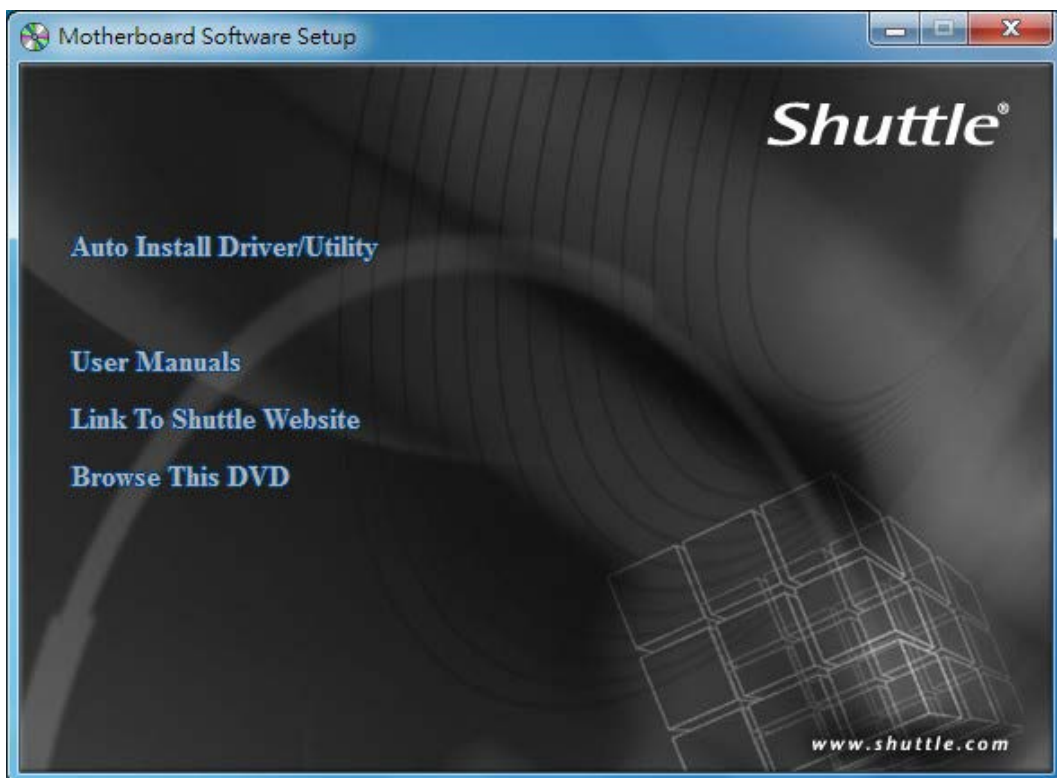 Motherboard Software Setup
Shuttle®
Auto Install Driver/Utility
User Manuals
Link To Shuttle Website
Browse This DVD
www.shuttle.com